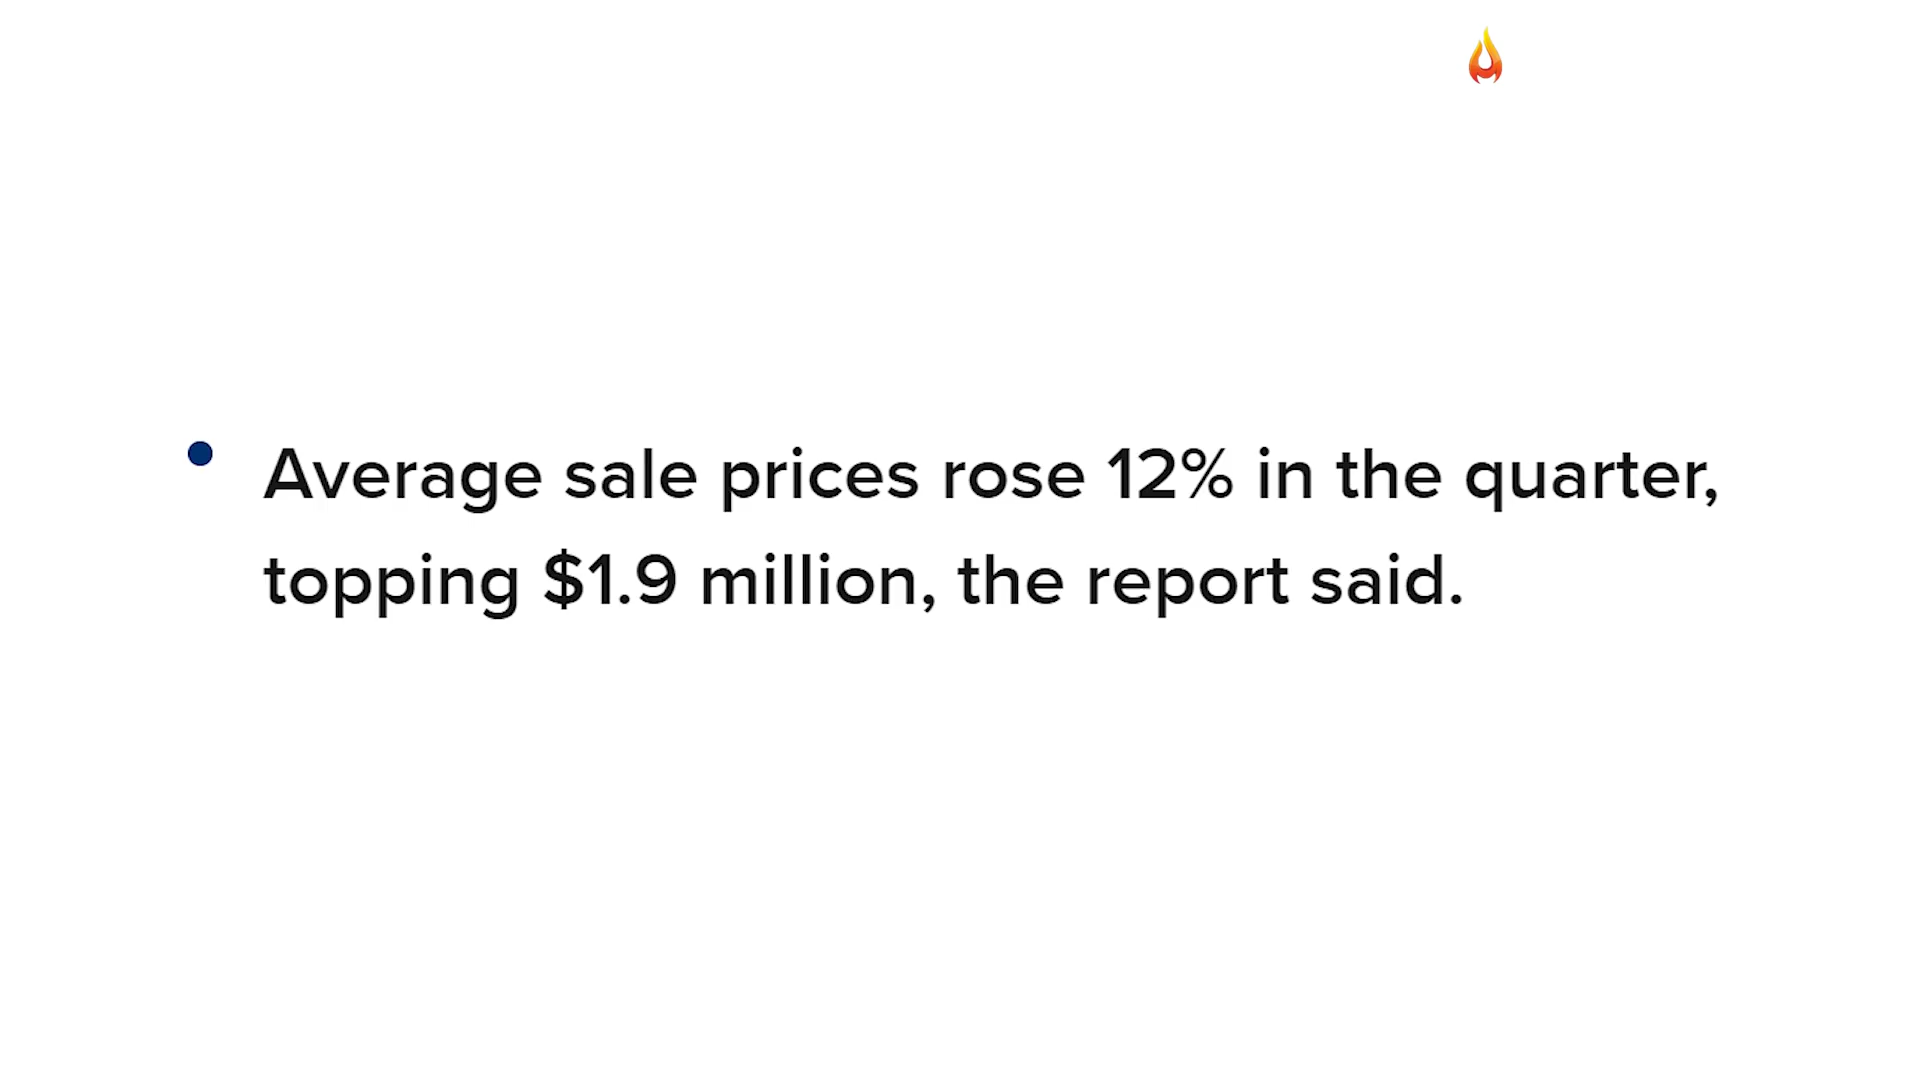 • Average sale prices rose 12% in the quarter,
topping $1.9 million, the report said.